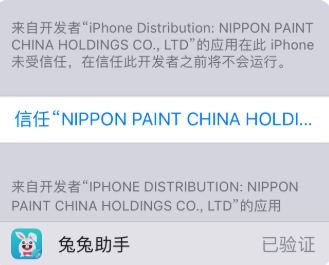 来自开发者“iPhone Distribution: NIPPON PAINT
CHINA HOLDINGS CO., LTD”的应用在此 iPhone
未受信任，在信任此开发者之前将不会运行。
信任“NIPPON PAINT CHINA HOLDI...
来自开发者“IPHONE DISTRIBUTION: NIPPON
PAINT CHINA HOLDINGS CO., LTD”的应用
兔兔助手 已验证